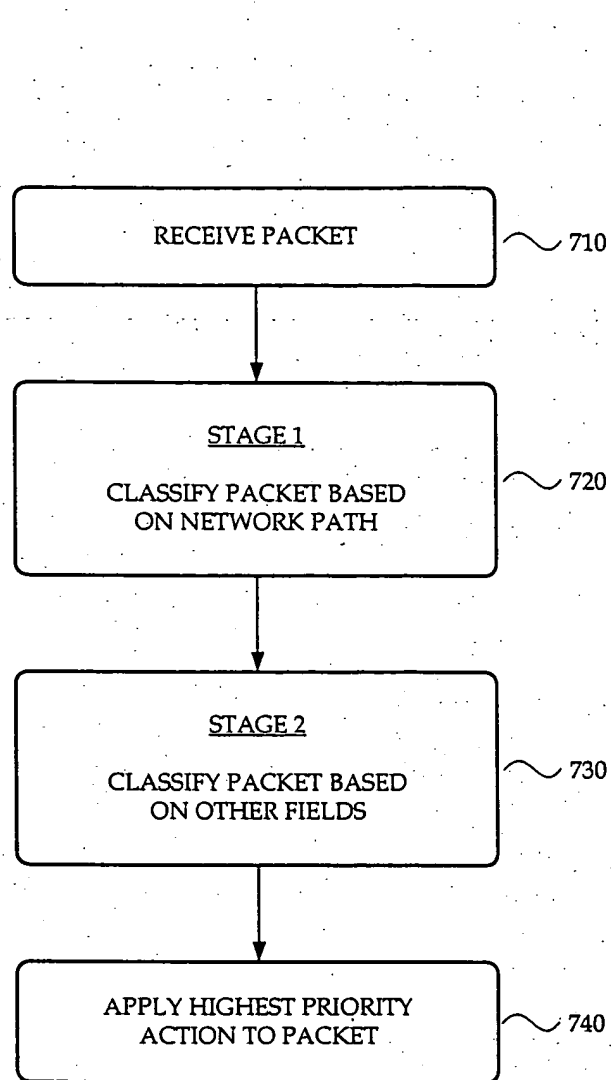 RECEIVE PACKET
710
STAGE 1
CLASSIFY PACKET BASED
ON NETWORK PATH
720
STAGE 2
CLASSIFY PACKET BASED
ON OTHER FIELDS
730
APPLY HIGHEST PRIORITY
ACTION TO PACKET
740